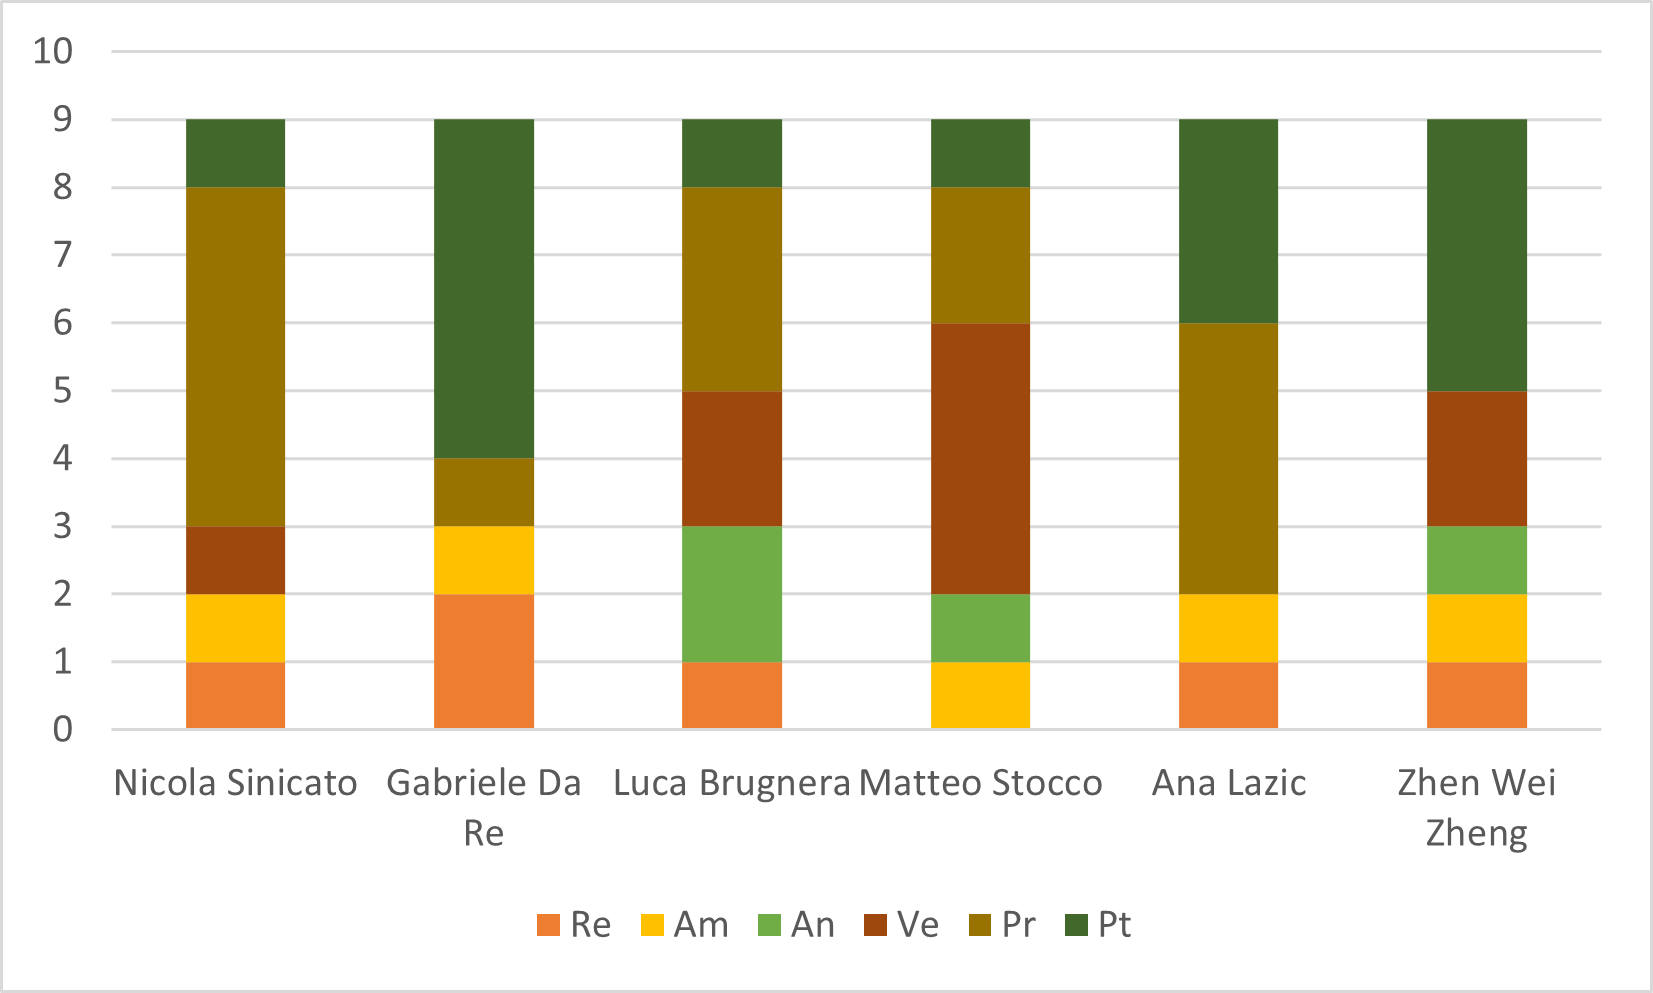 10
9
8
7
6
5
4
3
2
1
0
Nicola Sinicato
Gabriele Da
Re
Luca Brugnera
Matteo Stocco
Ana Lazic
Zhen Wei
Zheng
Re Am An Ve Pr Pt